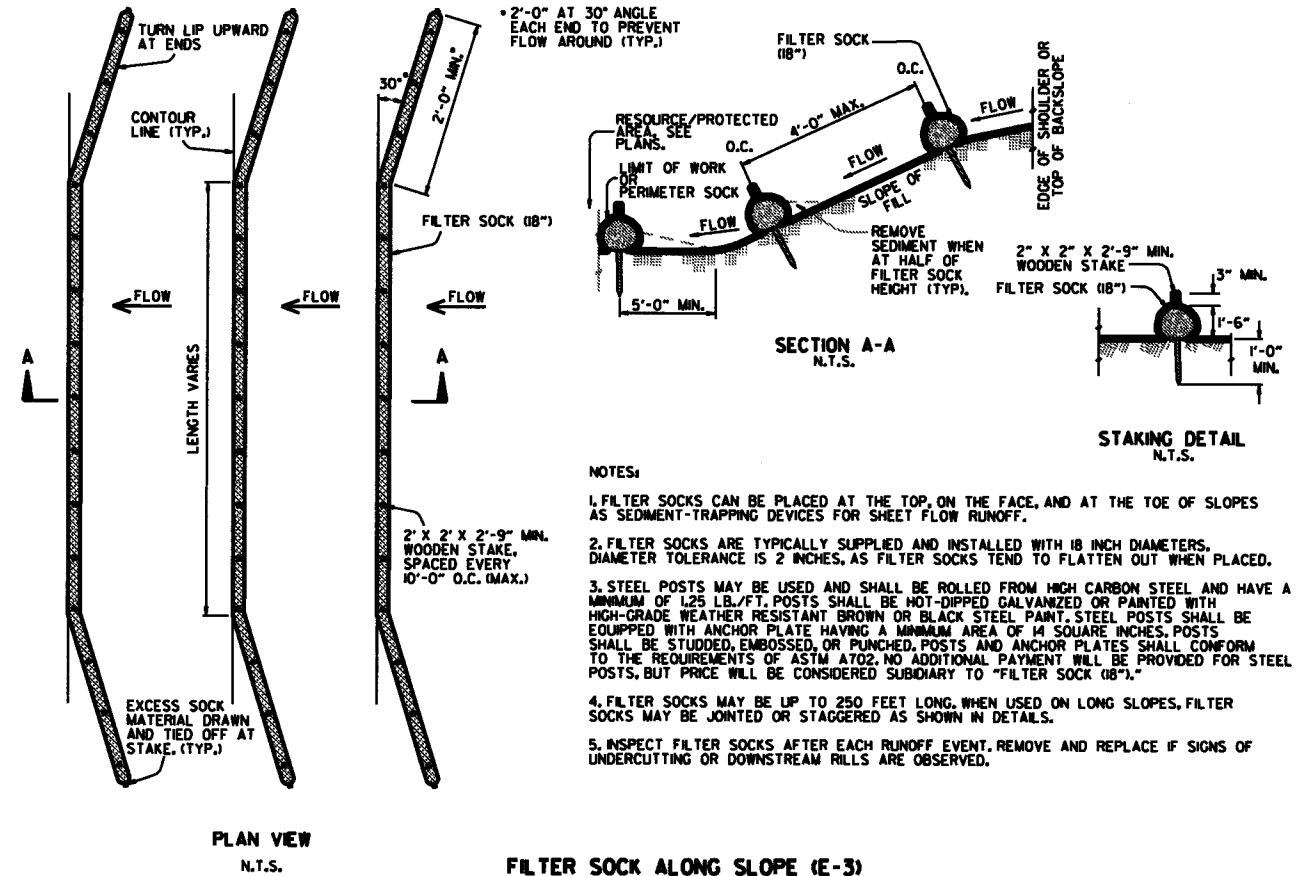 TURN LIP UPWARD
AT ENDS
CONTOUR
LINE (TYP.)
30°
2'-0" MIN.*
* 2'-0" AT 30° ANGLE
EACH END TO PREVENT
FLOW AROUND (TYP.)
FILTER SOCK (18")
FLOW
FLOW
FLOW
A
A
LENGTH VARIES
2' X 2' X 2'-9" MIN.
WOODEN STAKE,
SPACED EVERY
10'-0" O.C. (MAX.)
EXCESS SOCK
MATERIAL DRAWN
AND TIED OFF AT
STAKE. (TYP.)
PLAN VIEW
N.T.S.
FILTER SOCK
(18")
O.C.
FLOW
EDGE OF SHOULDER OR
TOP OF BACKSLOPE
4'-0" MAX.
RESOURCE/PROTECTED
AREA. SEE
PLANS.
O.C.
FLOW
LIMIT OF WORK
OR
PERIMETER SOCK
SLOPE OF
FILL
FLOW
REMOVE
SEDIMENT WHEN
AT HALF OF
FILTER SOCK
HEIGHT (TYP).
5'-0" MIN.
SECTION A-A
N.T.S.
2" X 2" X 2'-9" MIN.
WOODEN STAKE
FILTER SOCK (18")
3" MIN.
1'-6"
1'-0"
MIN.
STAKING DETAIL
N.T.S.
NOTES:
1. FILTER SOCKS CAN BE PLACED AT THE TOP, ON THE FACE, AND AT THE TOE OF SLOPES
AS SEDIMENT-TRAPPING DEVICES FOR SHEET FLOW RUNOFF.
2. FILTER SOCKS ARE TYPICALLY SUPPLIED AND INSTALLED WITH 18 INCH DIAMETERS.
DIAMETER TOLERANCE IS 2 INCHES, AS FILTER SOCKS TEND TO FLATTEN OUT WHEN PLACED.
3. STEEL POSTS MAY BE USED AND SHALL BE ROLLED FROM HIGH CARBON STEEL AND HAVE A
MINIMUM OF 1.25 LB./FT. POSTS SHALL BE HOT-DIPPED GALVANIZED OR PAINTED WITH
HIGH-GRADE WEATHER RESISTANT BROWN OR BLACK STEEL PAINT. STEEL POSTS SHALL BE
EQUIPPED WITH ANCHOR PLATE HAVING A MINIMUM AREA OF 14 SQUARE INCHES. POSTS
SHALL BE STUDDED, EMBOSSED, OR PUNCHED. POSTS AND ANCHOR PLATES SHALL CONFORM
TO THE REQUIREMENTS OF ASTM A702. NO ADDITIONAL PAYMENT WILL BE PROVIDED FOR STEEL
POSTS, BUT PRICE WILL BE CONSIDERED SUBIDIARY TO "FILTER SOCK (18")."
4. FILTER SOCKS MAY BE UP TO 250 FEET LONG. WHEN USED ON LONG SLOPES, FILTER
SOCKS MAY BE JOINTED OR STAGGERED AS SHOWN IN DETAILS.
5. INSPECT FILTER SOCKS AFTER EACH RUNOFF EVENT. REMOVE AND REPLACE IF SIGNS OF
UNDERCUTTING OR DOWNSTREAM RILLS ARE OBSERVED.
FILTER SOCK ALONG SLOPE (E-3)